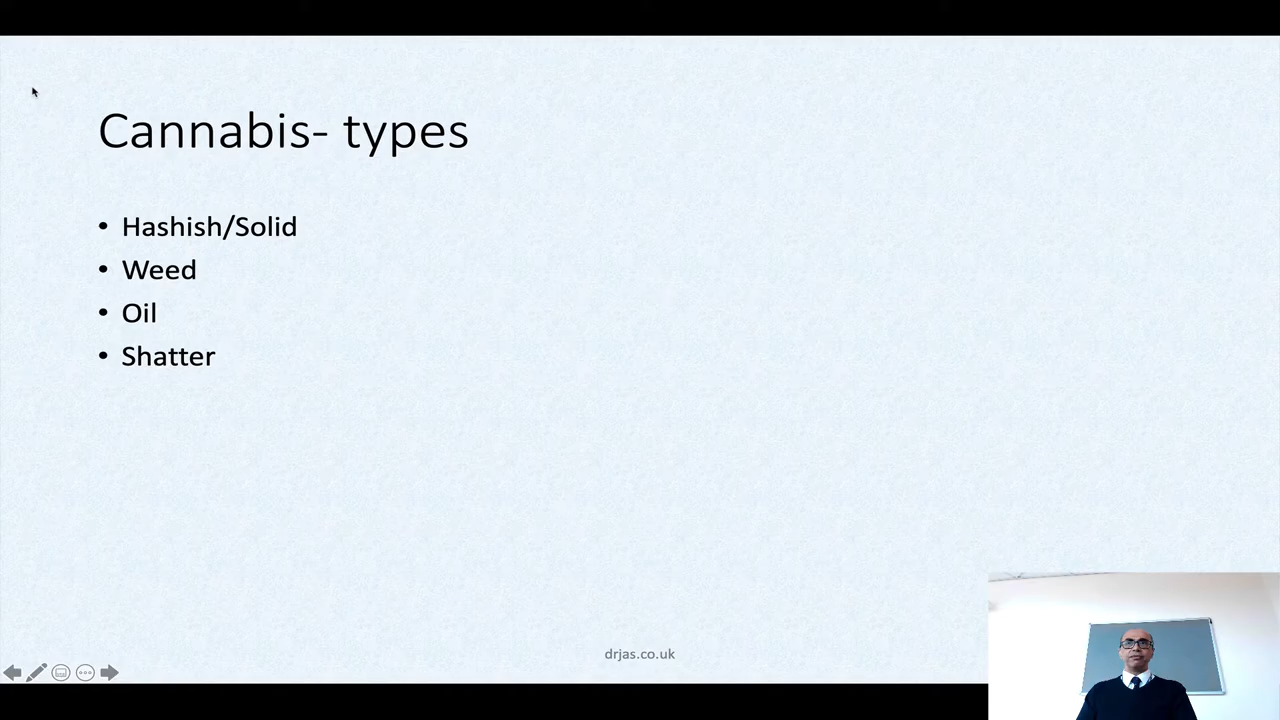 Cannabis- types
• Hashish/Solid
• Weed
• Oil
• Shatter
drjas.co.uk